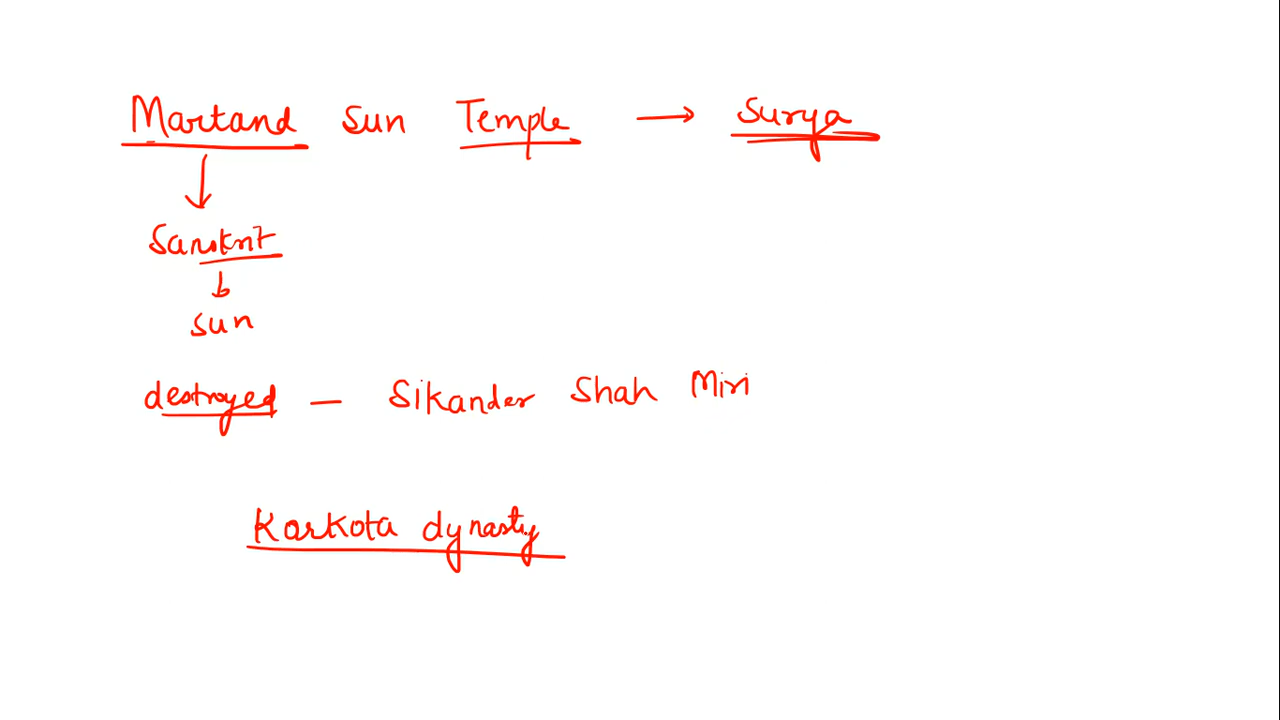 Martand Sun Temple → Surya
↓
Sanskrit
↓
Sun
destroyed – Sikander Shah Miri
Karkota dynasty